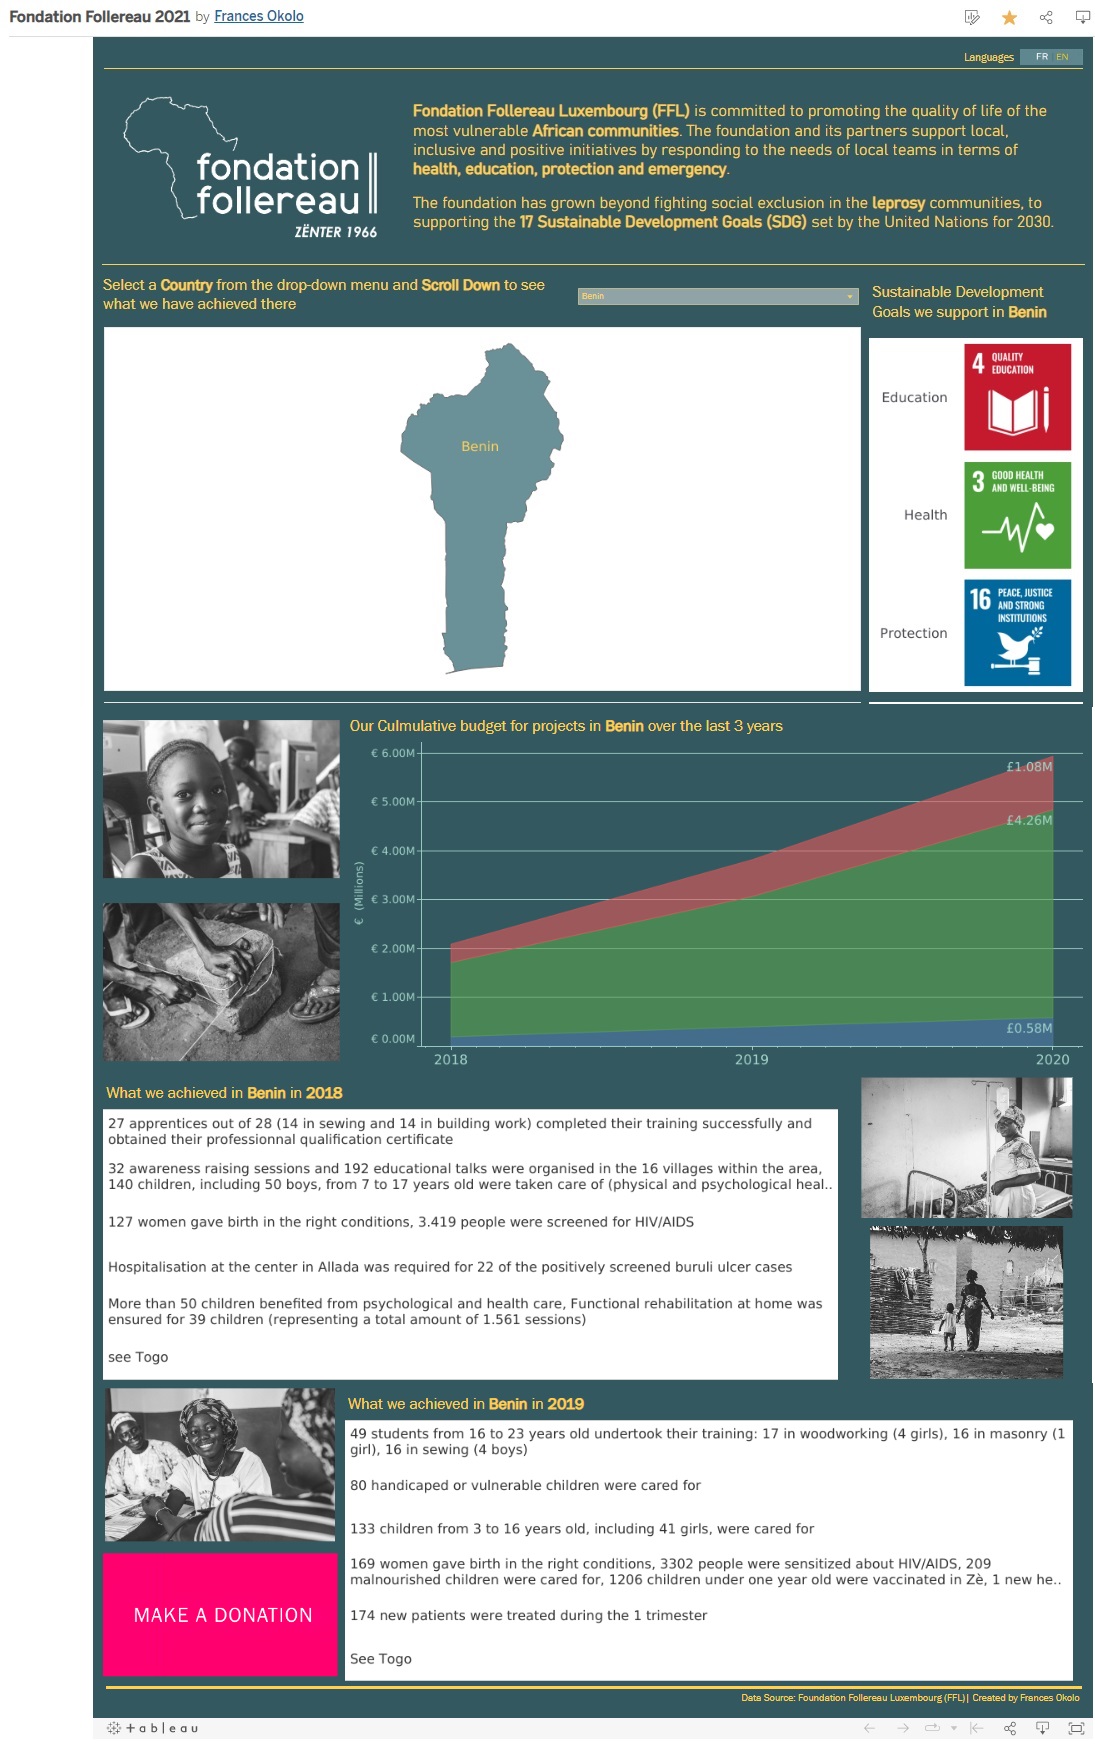 Fondation Follereau 2021 by Frances Okolo
Languages FR EN
fondation
follereau
ZËNTER 1966
Fondation Follereau Luxembourg (FFL) is committed to promoting the quality of life of the
most vulnerable African communities. The foundation and its partners support local,
inclusive and positive initiatives by responding to the needs of local teams in terms of
health, education, protection and emergency.
The foundation has grown beyond fighting social exclusion in the leprosy communities, to
supporting the 17 Sustainable Development Goals (SDG) set by the United Nations for 2030.
Select a Country from the drop-down menu and Scroll Down to see
what we have achieved there
Benin
Sustainable Development
Goals we support in Benin
Benin
Education
4 QUALITY
EDUCATION
Health
3 GOOD HEALTH
AND WELL-BEING
Protection
16 PEACE, JUSTICE
AND STRONG
INSTITUTIONS
Our Culmulative budget for projects in Benin over the last 3 years
€ (Millions)
€ 6.00M
€ 5.00M
€ 4.00M
€ 3.00M
€ 2.00M
€ 1.00M
€ 0.00M
£1.08M
£4.26M
£0.58M
2018 2019 2020
What we achieved in Benin in 2018
27 apprentices out of 28 (14 in sewing and 14 in building work) completed their training successfully and
obtained their professionnal qualification certificate
32 awareness raising sessions and 192 educational talks were organised in the 16 villages within the area,
140 children, including 50 boys, from 7 to 17 years old were taken care of (physical and psychological heal..
127 women gave birth in the right conditions, 3.419 people were screened for HIV/AIDS
Hospitalisation at the center in Allada was required for 22 of the positively screened buruli ulcer cases
More than 50 children benefited from psychological and health care, Functional rehabilitation at home was
ensured for 39 children (representing a total amount of 1.561 sessions)
see Togo
What we achieved in Benin in 2019
49 students from 16 to 23 years old undertook their training: 17 in woodworking (4 girls), 16 in masonry (1
girl), 16 in sewing (4 boys)
80 handicaped or vulnerable children were cared for
133 children from 3 to 16 years old, including 41 girls, were cared for
169 women gave birth in the right conditions, 3302 people were sensitized about HIV/AIDS, 209
malnourished children were cared for, 1206 children under one year old were vaccinated in Zè, 1 new he..
174 new patients were treated during the 1 trimester
See Togo
MAKE A DONATION
Data Source: Foundation Follereau Luxembourg (FFL)| Created by Frances Okolo
+ableau